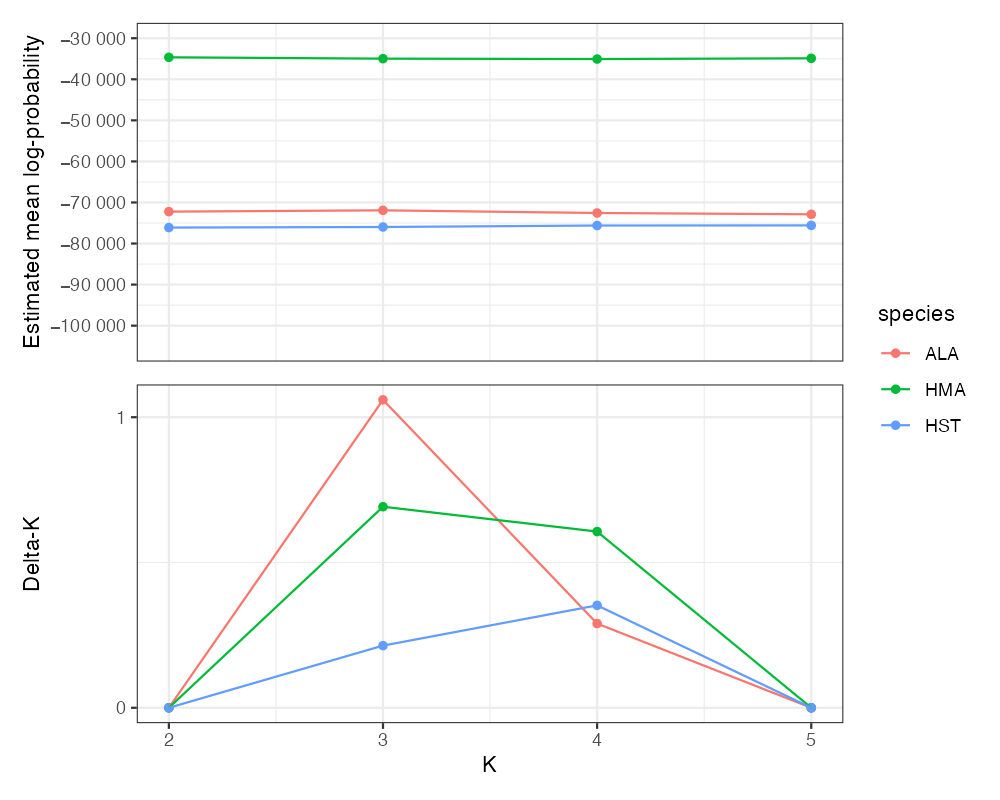 Estimated mean log-probability
−30 000
−40 000
−50 000
−60 000
−70 000
−80 000
−90 000
−100 000
Delta-K
1
0
2 3 4 5
K
species
ALA
HMA
HST